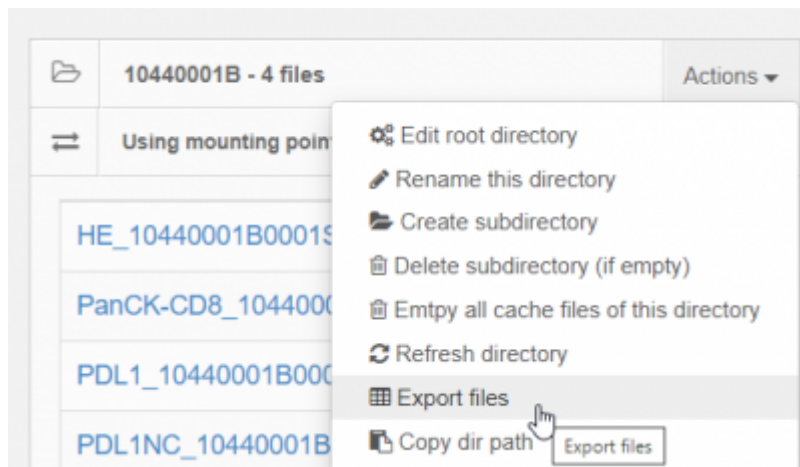 10440001B - 4 files
Actions
Using mounting poin
Edit root directory
Rename this directory
HE_10440001B0001S
Create subdirectory
Delete subdirectory (if empty)
PanCK-CD8_1044000
Emtpy all cache files of this directory
Refresh directory
PDL1_10440001B000
Export files
Copy dir path
Export files
PDL1NC_10440001B